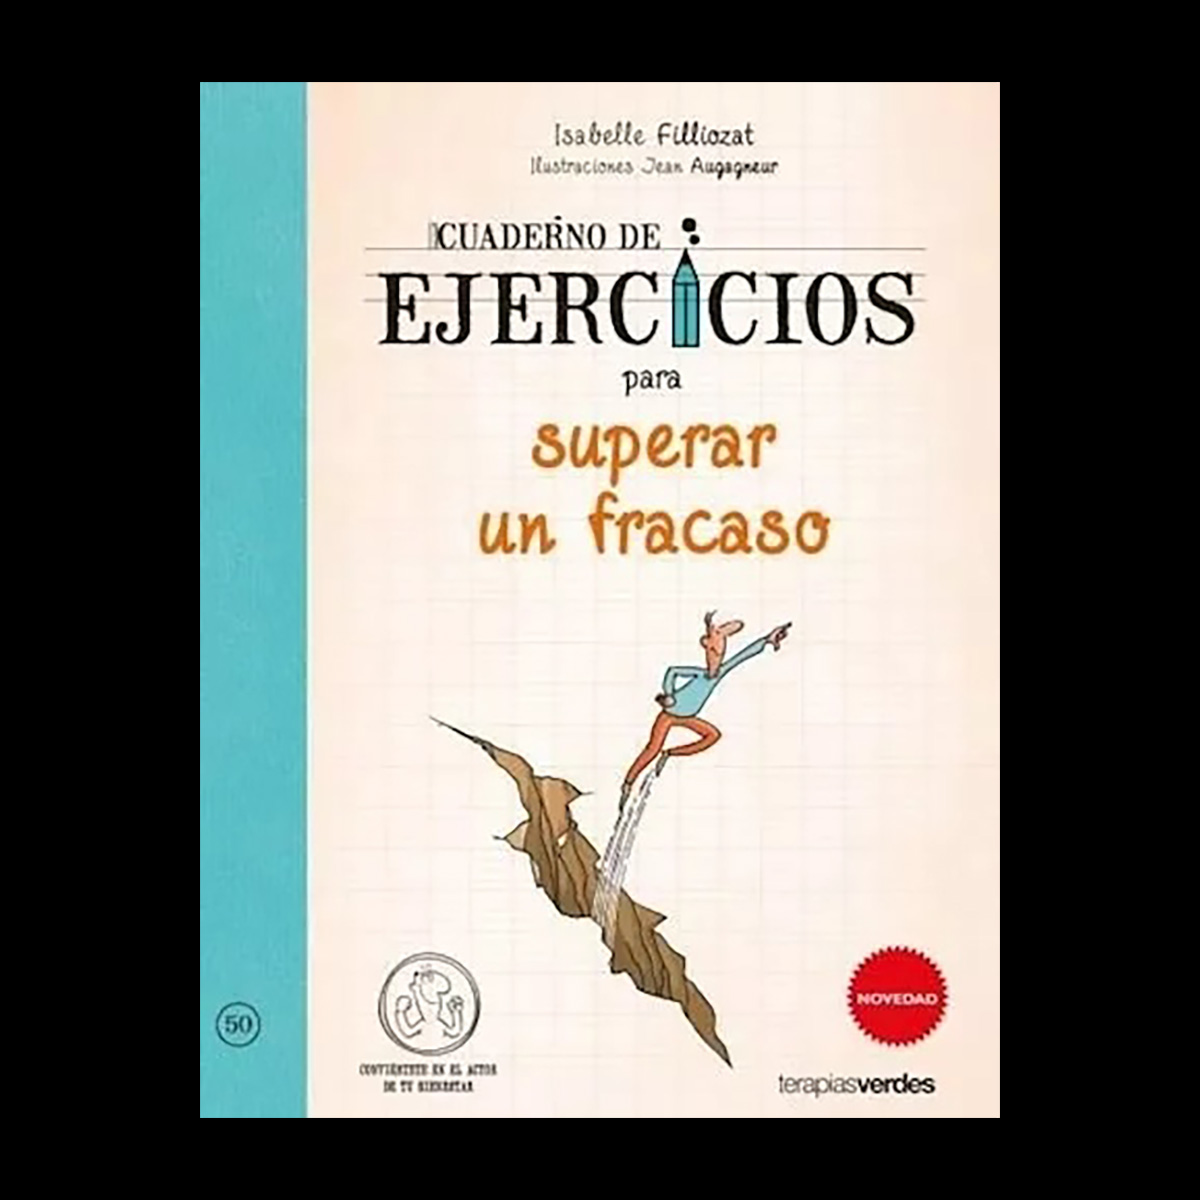 Isabelle Filliozat
Ilustraciones Jean Augagneur
CUADERNO DE
EJERCICIOS
para
superar
un fracaso
50
CONVIÉRTETE EN EL ACTOR
DE TU BIENESTAR
NOVEDAD
terapiasverdes